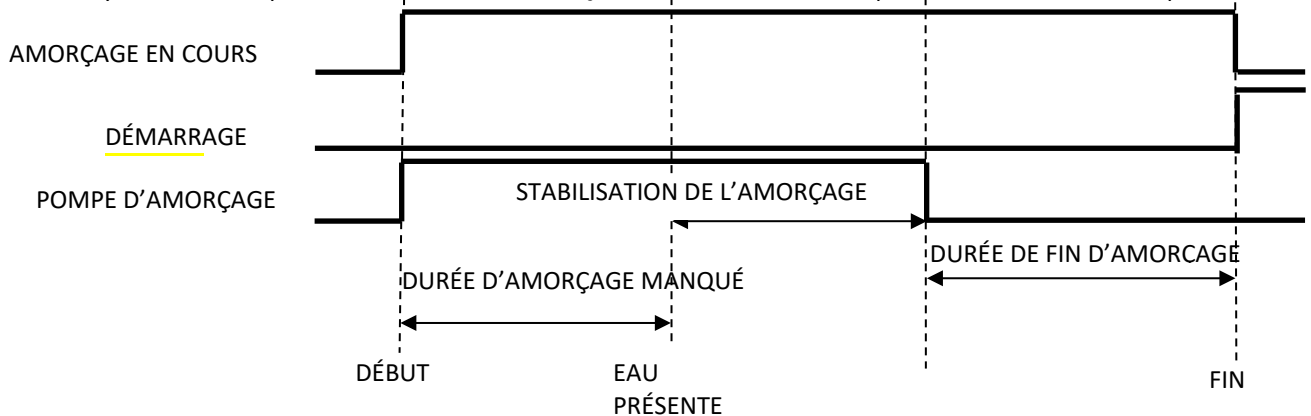 AMORÇAGE EN COURS
DÉMARRAGE
POMPE D'AMORÇAGE
STABILISATION DE L'AMORÇAGE
DURÉE DE FIN D'AMORCAGE
DURÉE D'AMORÇAGE MANQUÉ
DÉBUT
EAU
PRÉSENTE
FIN